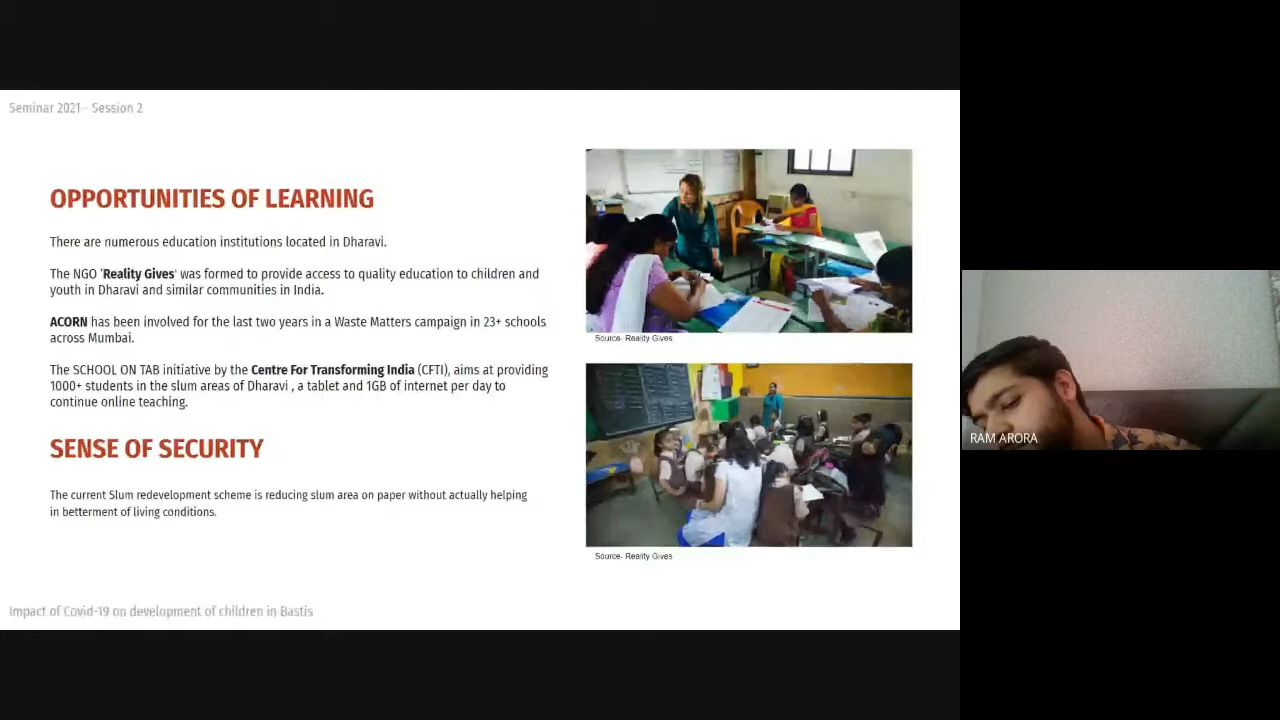 Seminar 2021 - Session 2
OPPORTUNITIES OF LEARNING
There are numerous education institutions located in Dharavi.
The NGO 'Reality Gives' was formed to provide access to quality education to children and
youth in Dharavi and similar communities in India.
ACORN has been involved for the last two years in a Waste Matters campaign in 23+ schools
across Mumbai.
The SCHOOL ON TAB initiative by the Centre For Transforming India (CFTI), aims at providing
1000+ students in the slum areas of Dharavi , a tablet and 1GB of internet per day to
continue online teaching.
SENSE OF SECURITY
The current Slum redevelopment scheme is reducing slum area on paper without actually helping
in betterment of living conditions.
Source- Reality Gives
Source- Reality Gives
Impact of Covid-19 on development of children in Bastis
RAM ARORA